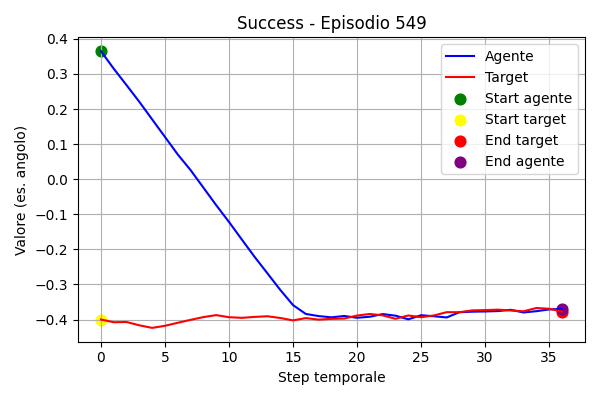 Success - Episodio 549
Valore (es. angolo)
0.4
0.3
0.2
0.1
0.0
−0.1
−0.2
−0.3
−0.4
Agente
Target
Start agente
Start target
End target
End agente
0 5 10 15 20 25 30 35
Step temporale